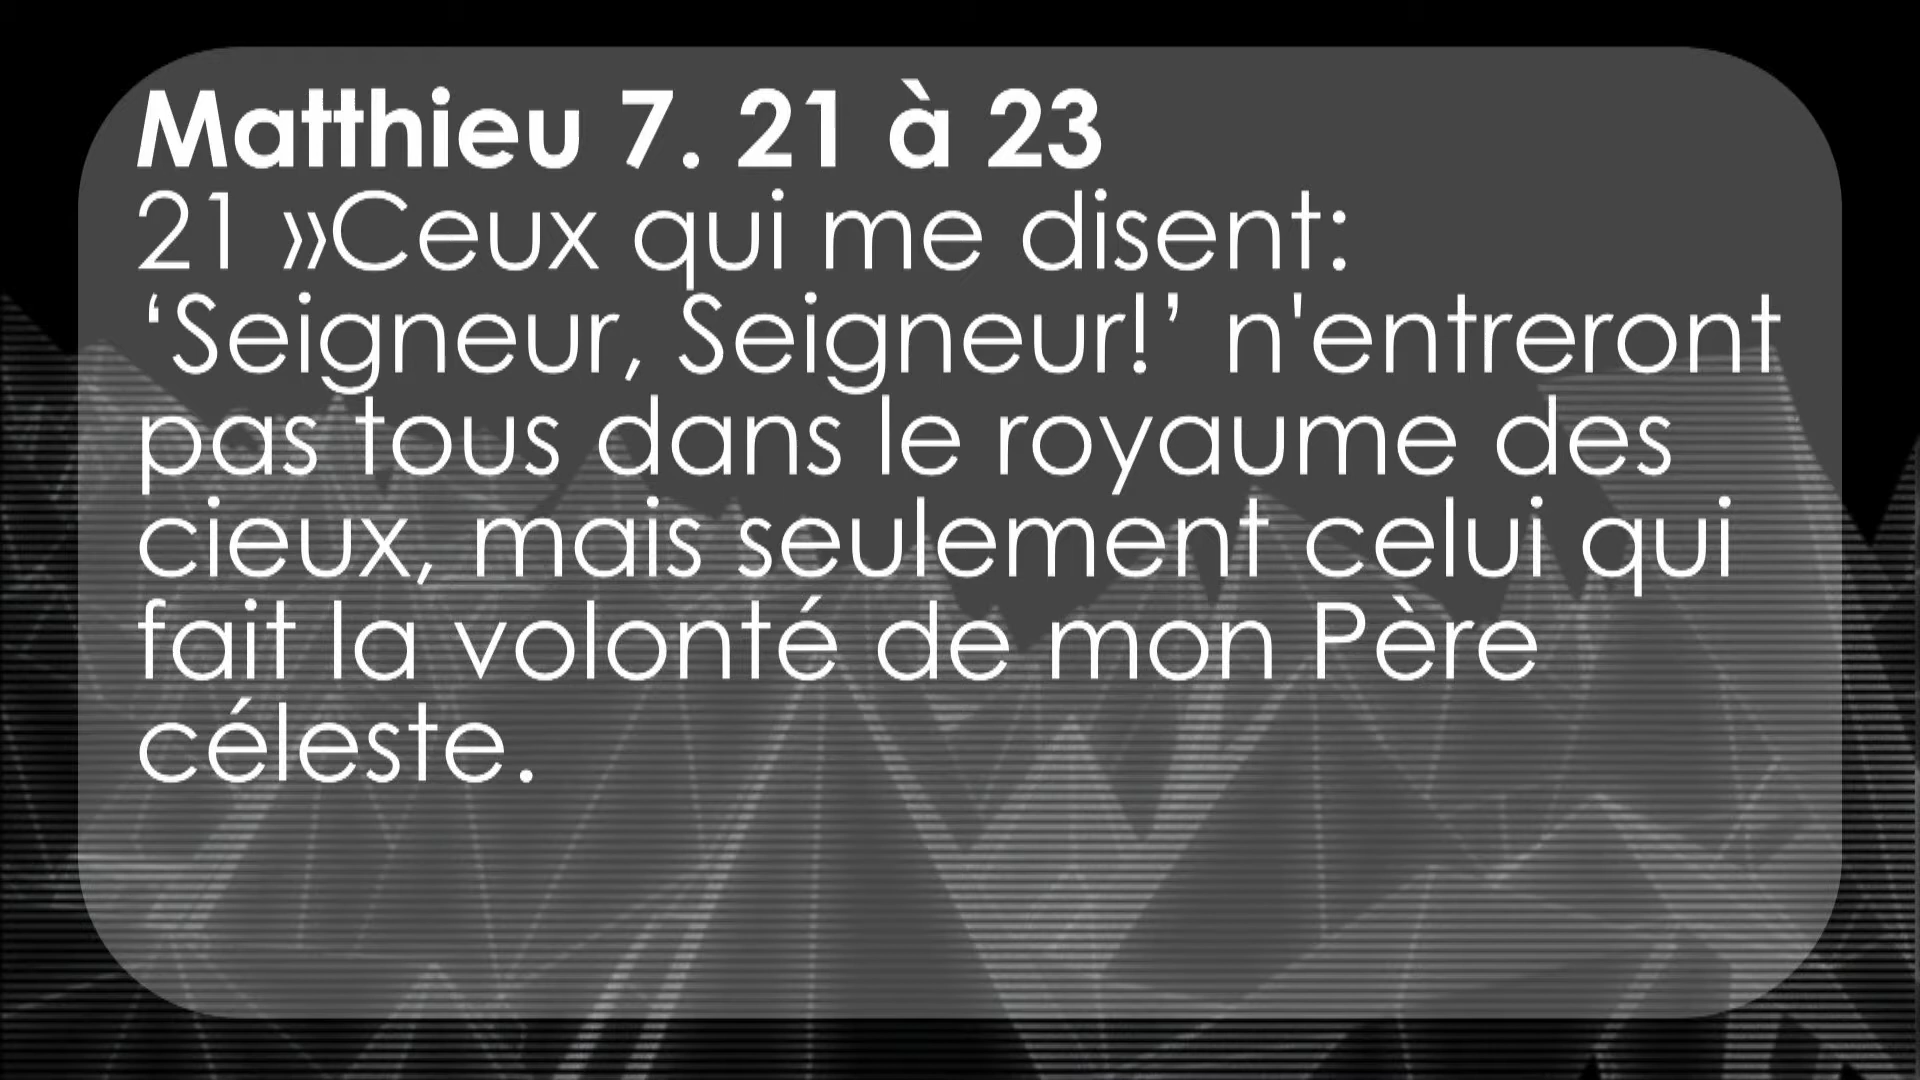 Matthieu 7. 21 à 23
21 »Ceux qui me disent:
‘Seigneur, Seigneur!’ n'entreront
pas tous dans le royaume des
cieux, mais seulement celui qui
fait la volonté de mon Père
céleste.